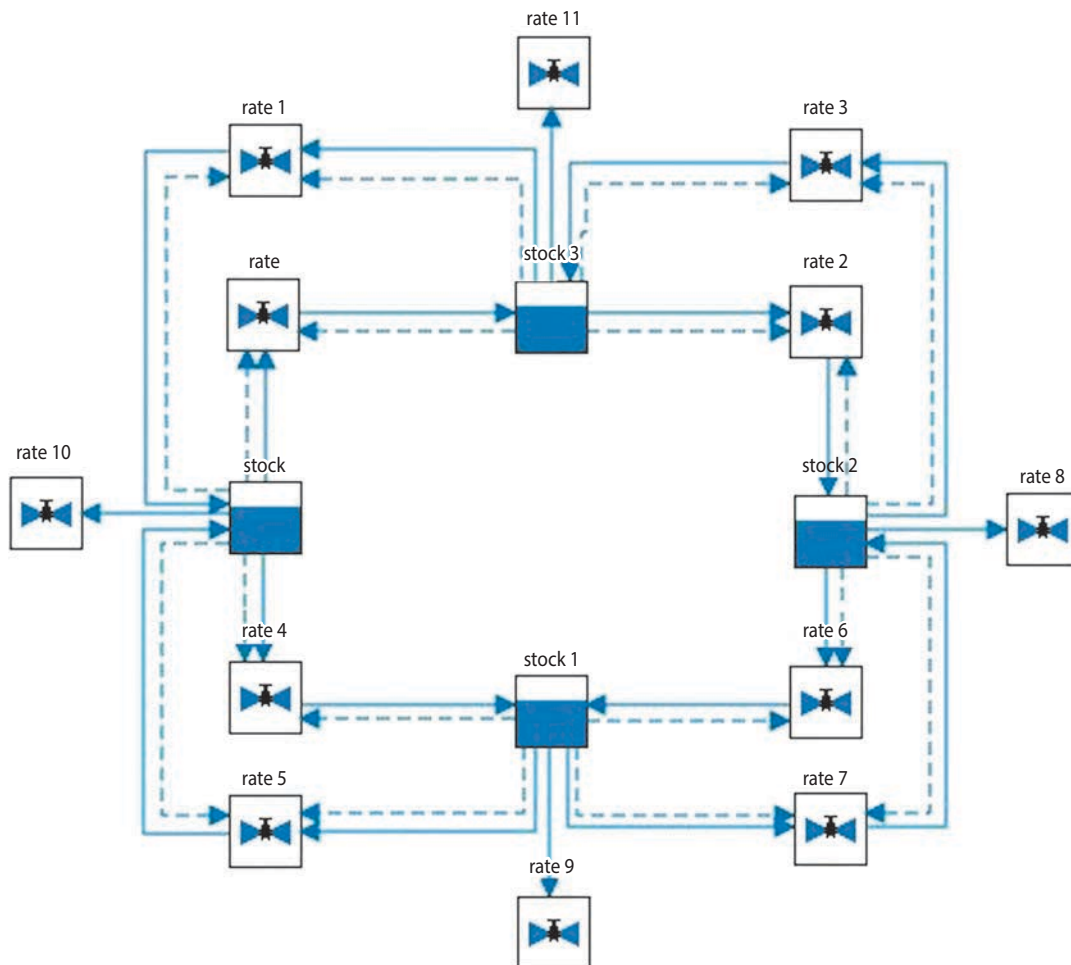 rate 11
rate 1
rate 3
stock 3
rate
rate 2
stock
rate 10
stock 2
rate 8
rate 4
rate 6
stock 1
rate 5
rate 7
rate 9